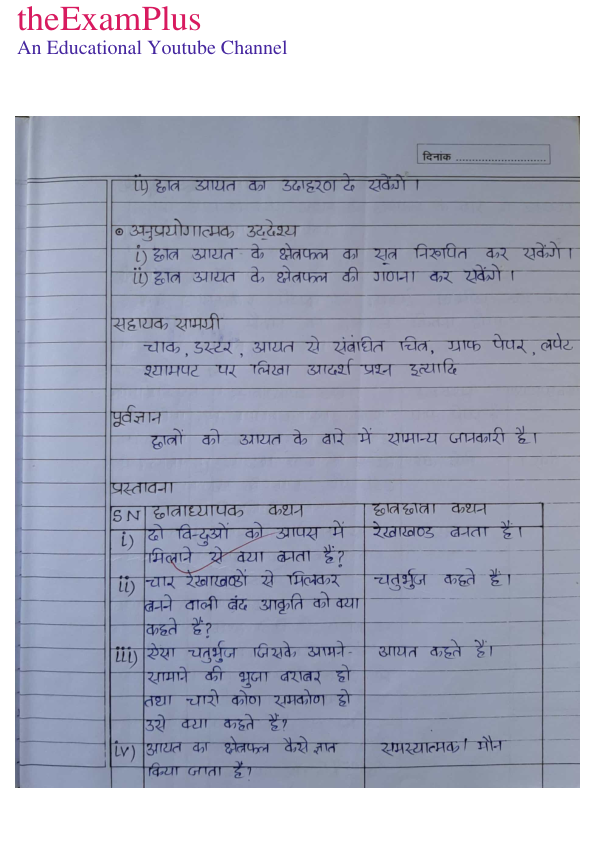 theExamPlus
An Educational Youtube Channel
दिनांक ..............................
ii) छात्र आयत का उदाहरण दे सकेंगे।
अनुप्रयोगात्मक उद्देश्य
i) छात्र आयत के क्षेत्रफल का सूत्र निरूपित कर सकेंगे।
ii) छात्र आयत के क्षेत्रफल की गणना कर सकेंगे।
सहायक सामग्री
चाक, डस्टर, आयत से संबंधित चित्र, ग्राफ पेपर, लपेट
श्यामपट पर लिखा आदर्श प्रश्न इत्यादि
पूर्वज्ञान
छात्रों को आयत के बारे में सामान्य जानकारी है।
प्रस्तावना
SN छात्राध्यापक कथन छात्रछात्रा कथन
i) दो विन्दुओं को आपस में रेखाखण्ड बनता है।
मिलाने से क्या बनता है?
ii) चार रेखाखण्डों से मिलकर चतुर्भुज कहते हैं।
बनने वाली बंद आकृति को क्या
कहते हैं?
iii) ऐसा चतुर्भुज जिसके आमने- आयत कहते हैं।
सामाने की भुजा बराबर हो
तथा चारो कोण समकोण हो
उसे क्या कहते है?
iv) आयत का क्षेत्रफल कैसे ज्ञात समस्यात्मक / मौन
किया जाता है?